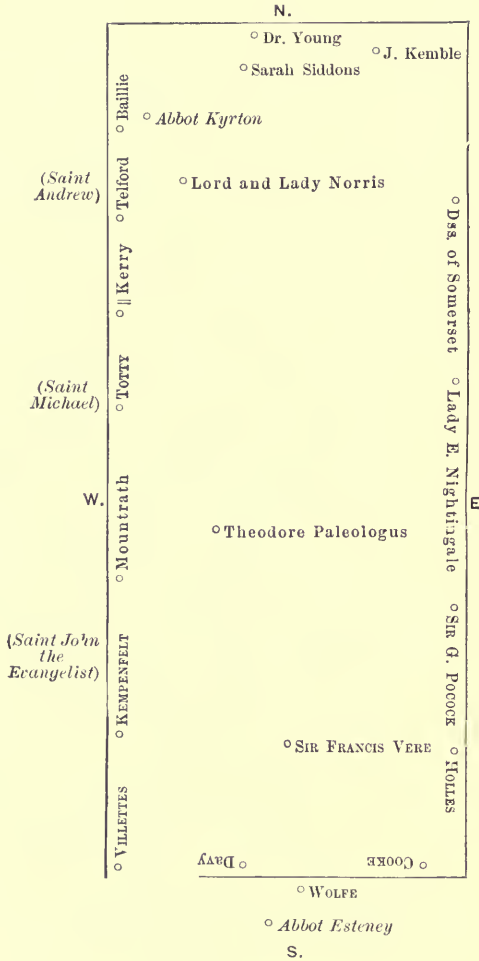 N.
Dr. Young
J. Kemble
Sarah Siddons
Baillie
Abbot Kyrton
(Saint
Andrew)
Telford
Lord and Lady Norris
Dss. of Somerset
|| Kerry
(Saint
Michael)
TOTTY
Lady E. Nightingale
W.
E
Mountrath
Theodore Paleologus
(Saint John
the
Evangelist)
KEMPENFELT
SIR G. POCOCK
SIR FRANCIS VERE
HOLLES
VILLETTES
Davy
COOKE
WOLFE
Abbot Esteney
S.